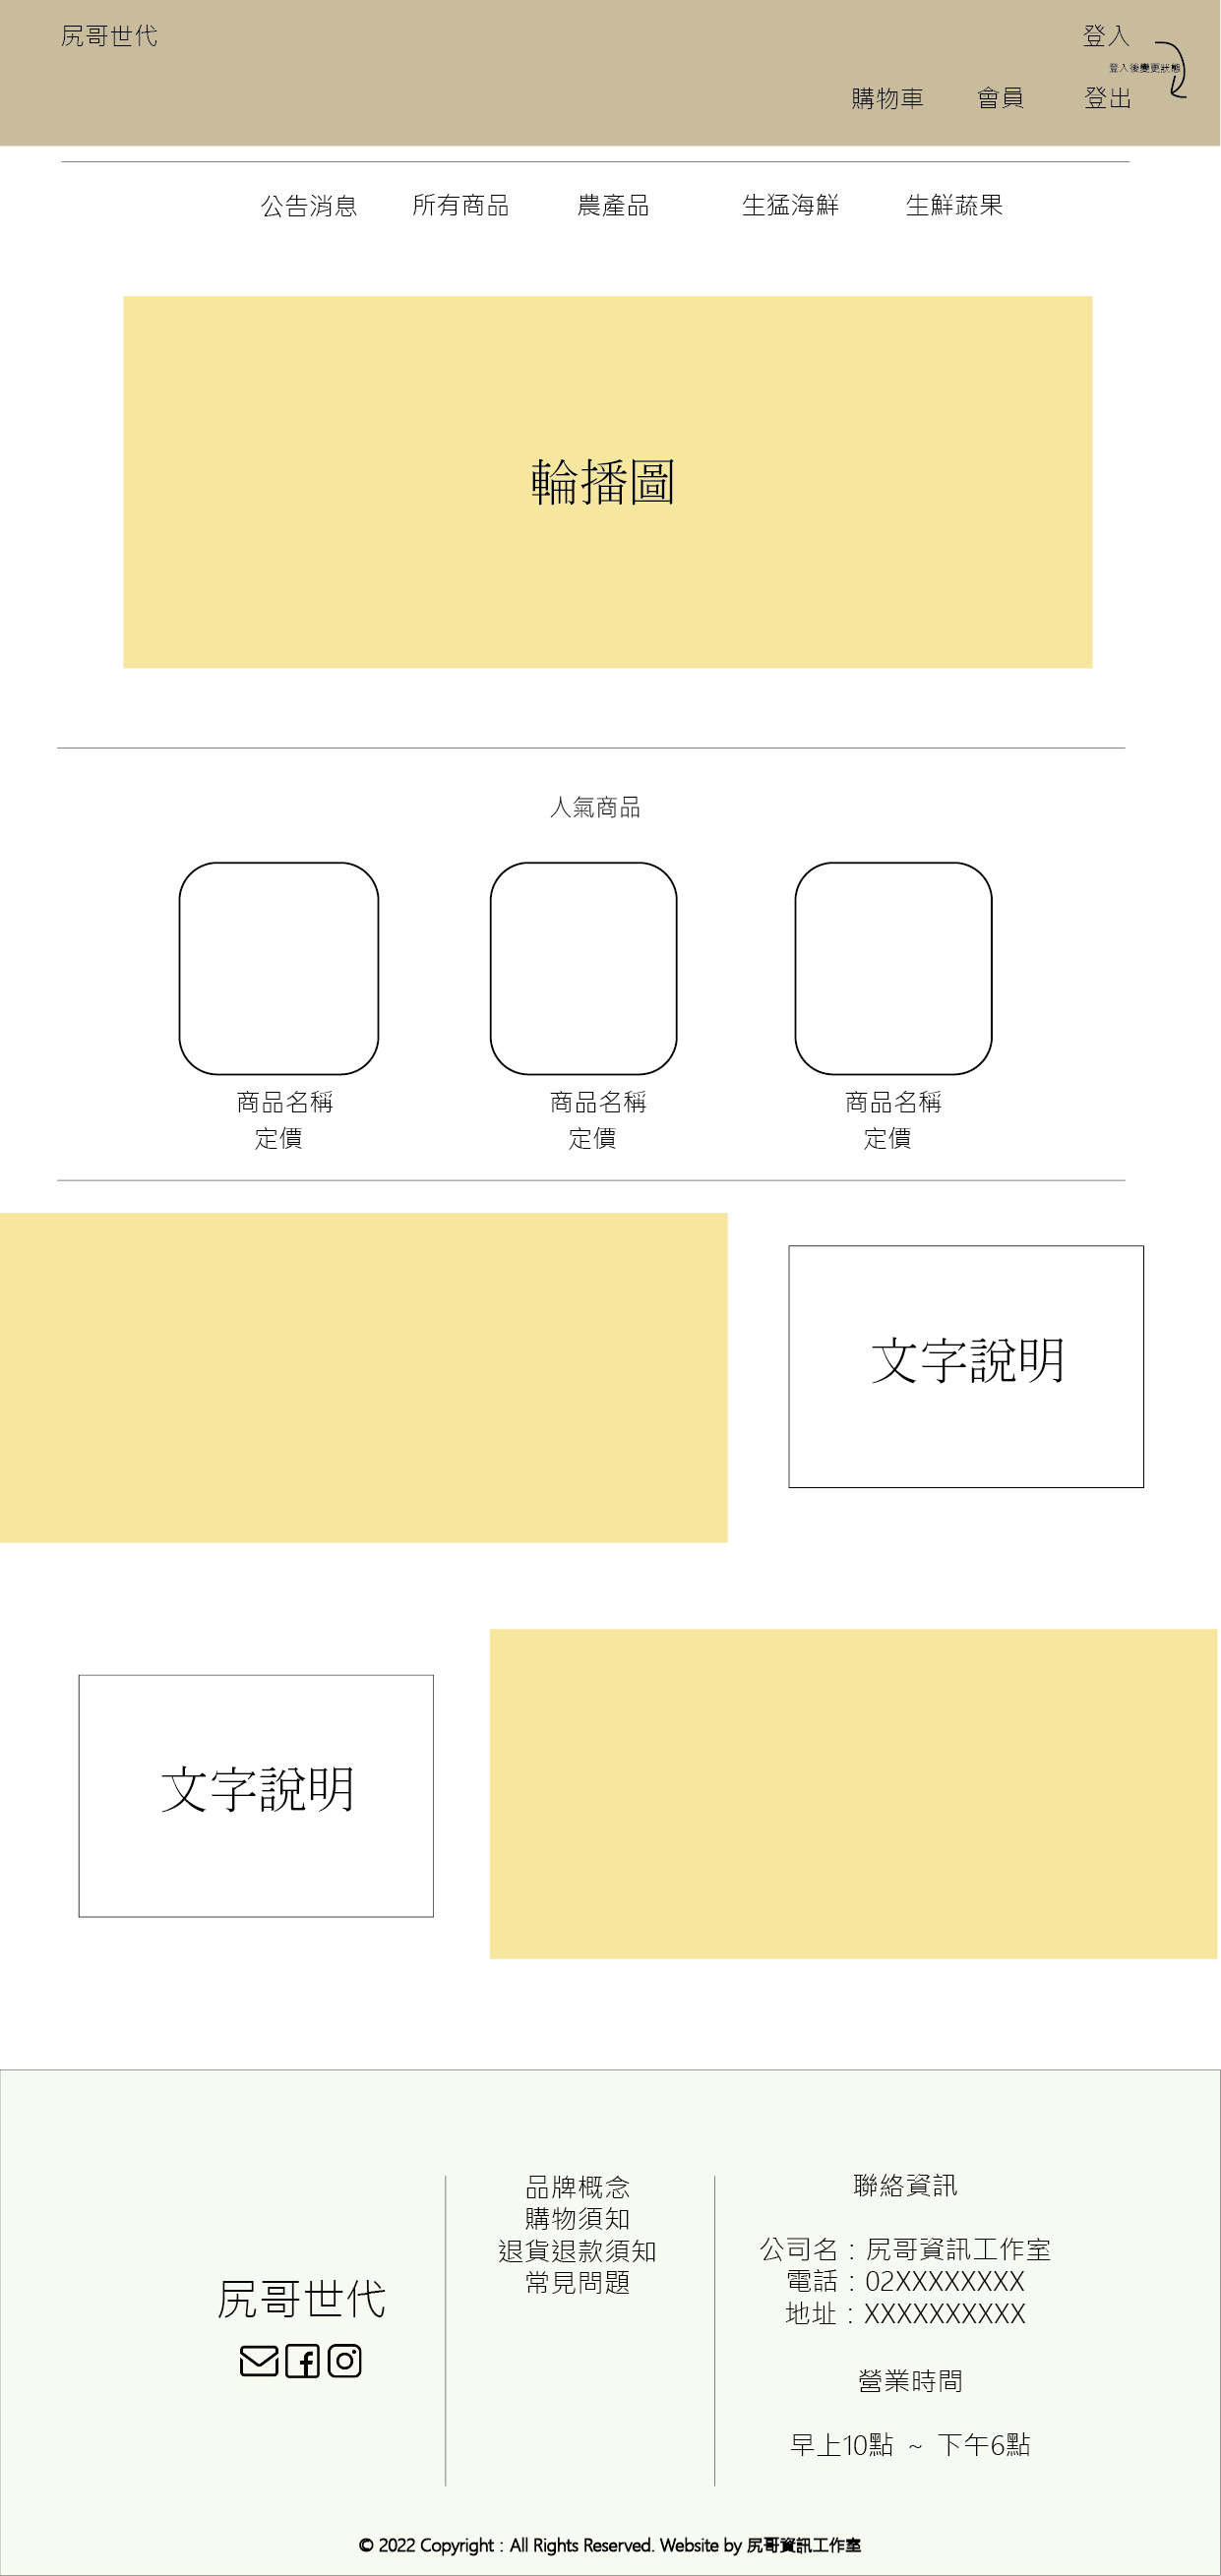 尻哥世代
登入
登入後變更狀態
購物車 會員 登出
公告消息 所有商品 農產品 生猛海鮮 生鮮蔬果
輪播圖
人氣商品
商品名稱 商品名稱 商品名稱
定價 定價 定價
文字說明
文字說明
尻哥世代
品牌概念
購物須知
退貨退款須知
常見問題
聯絡資訊
公司名：尻哥資訊工作室
電話：02XXXXXXXX
地址：XXXXXXXXXX
營業時間
早上10點 ~ 下午6點
© 2022 Copyright：All Rights Reserved. Website by 尻哥資訊工作室